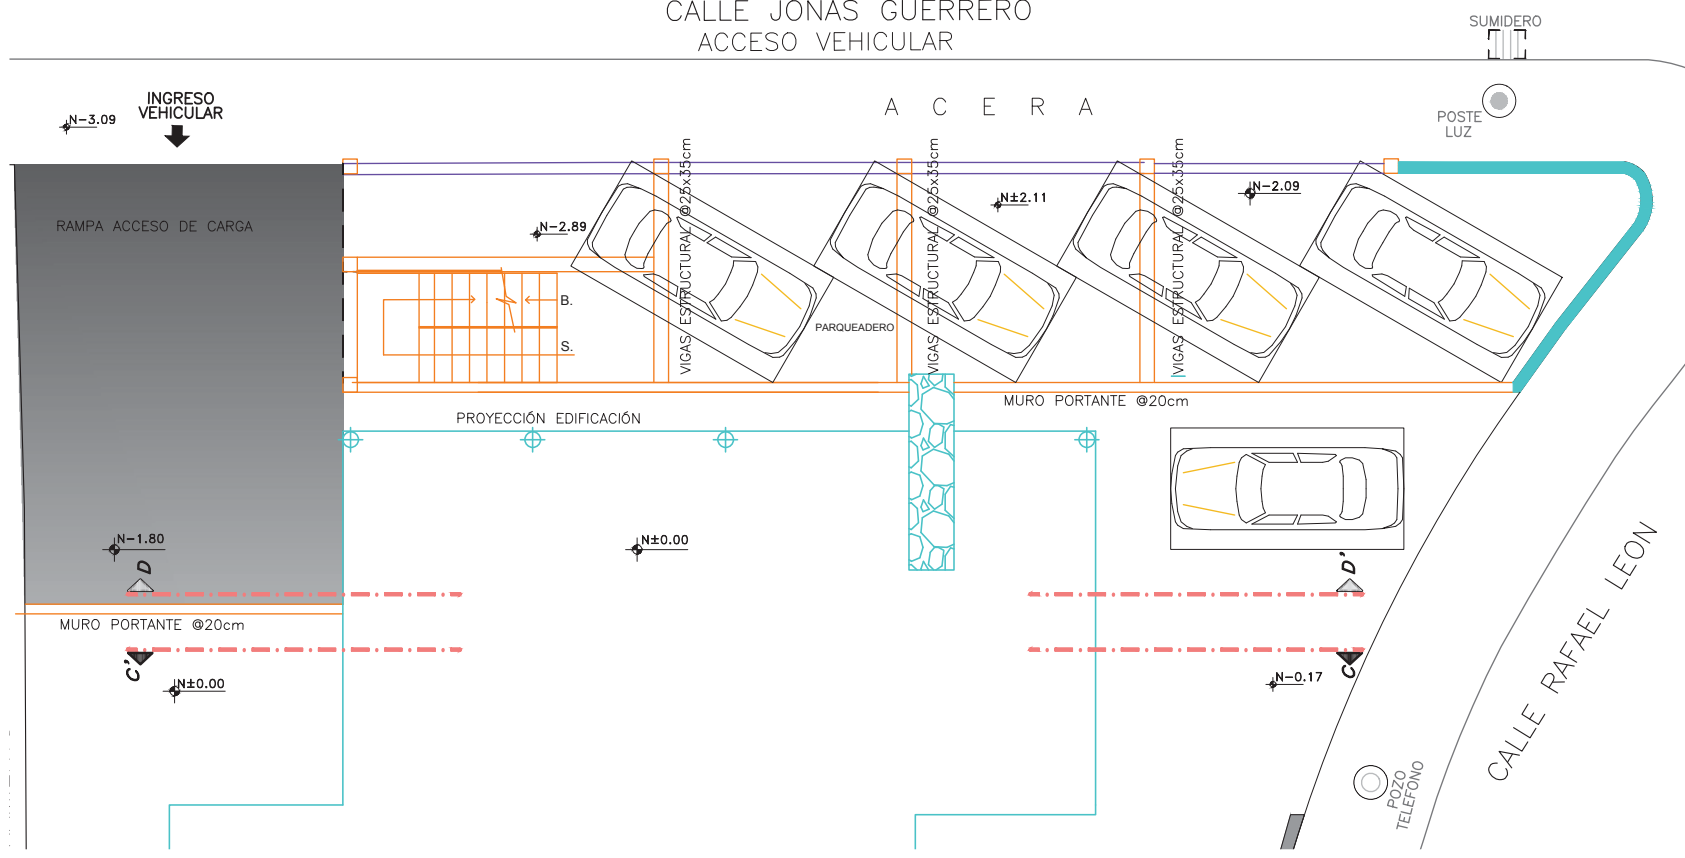 CALLE JONAS GUERRERO
ACCESO VEHICULAR
SUMIDERO
INGRESO
VEHICULAR
N-3.09
A C E R A
POSTE
LUZ
RAMPA ACCESO DE CARGA
N-2.89
VIGAS ESTRUCTURAL @25x35cm
N±2.11
VIGAS ESTRUCTURAL @25x35cm
N-2.09
VIGAS ESTRUCTURAL @25x35cm
B.
S.
PARQUEADERO
MURO PORTANTE @20cm
PROYECCIÓN EDIFICACIÓN
N-1.80
N±0.00
D
D'
MURO PORTANTE @20cm
C'
C
N±0.00
N-0.17
CALLE RAFAEL LEON
POZO
TELEFONO